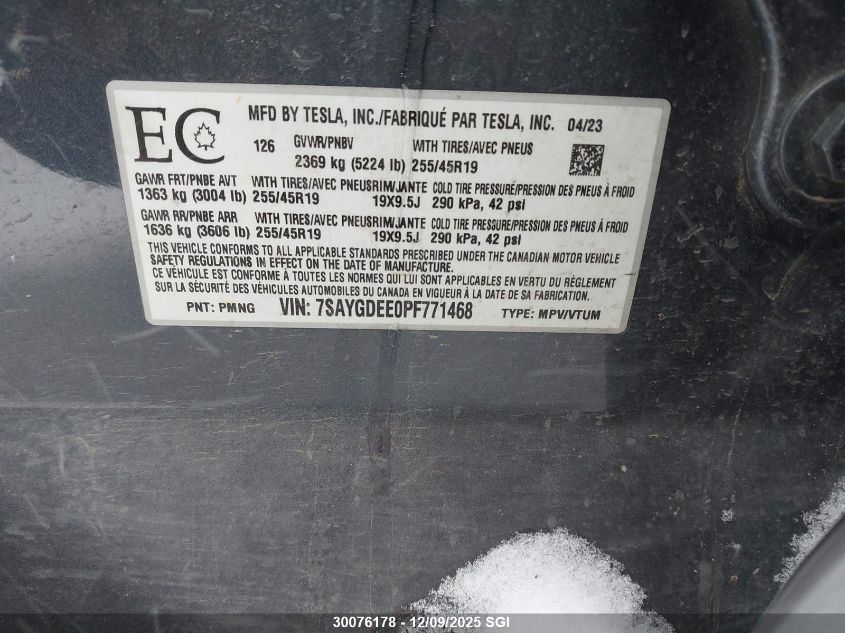 EC
MFD BY TESLA, INC./FABRIQUÉ PAR TESLA, INC. 04/23
126 GVWR/PNBV WITH TIRES/AVEC PNEUS
2369 kg (5224 lb) 255/45R19
GAWR FRT/PNBE AVT WITH TIRES/AVEC PNEUS RIM/JANTE COLD TIRE PRESSURE/PRESSION DES PNEUS À FROID
1363 kg (3004 lb) 255/45R19 19X9.5J 290 kPa, 42 psi
GAWR RR/PNBE ARR WITH TIRES/AVEC PNEUS RIM/JANTE COLD TIRE PRESSURE/PRESSION DES PNEUS À FROID
1636 kg (3606 lb) 255/45R19 19X9.5J 290 kPa, 42 psi
THIS VEHICLE CONFORMS TO ALL APPLICABLE STANDARDS PRESCRIBED UNDER THE CANADIAN MOTOR VEHICLE
SAFETY REGULATIONS IN EFFECT ON THE DATE OF MANUFACTURE.
CE VÉHICULE EST CONFORME À TOUTES LES NORMES QUI LUI SONT APPLICABLES EN VERTU DU RÈGLEMENT
SUR LA SÉCURITÉ DES VÉHICULES AUTOMOBILES DU CANADA EN VIGUEUR À LA DATE DE SA FABRICATION.
PNT: PMNG VIN: 7SAYGDEE0PF771468 TYPE: MPV/VTUM
30076178 - 12/09/2025 SGI